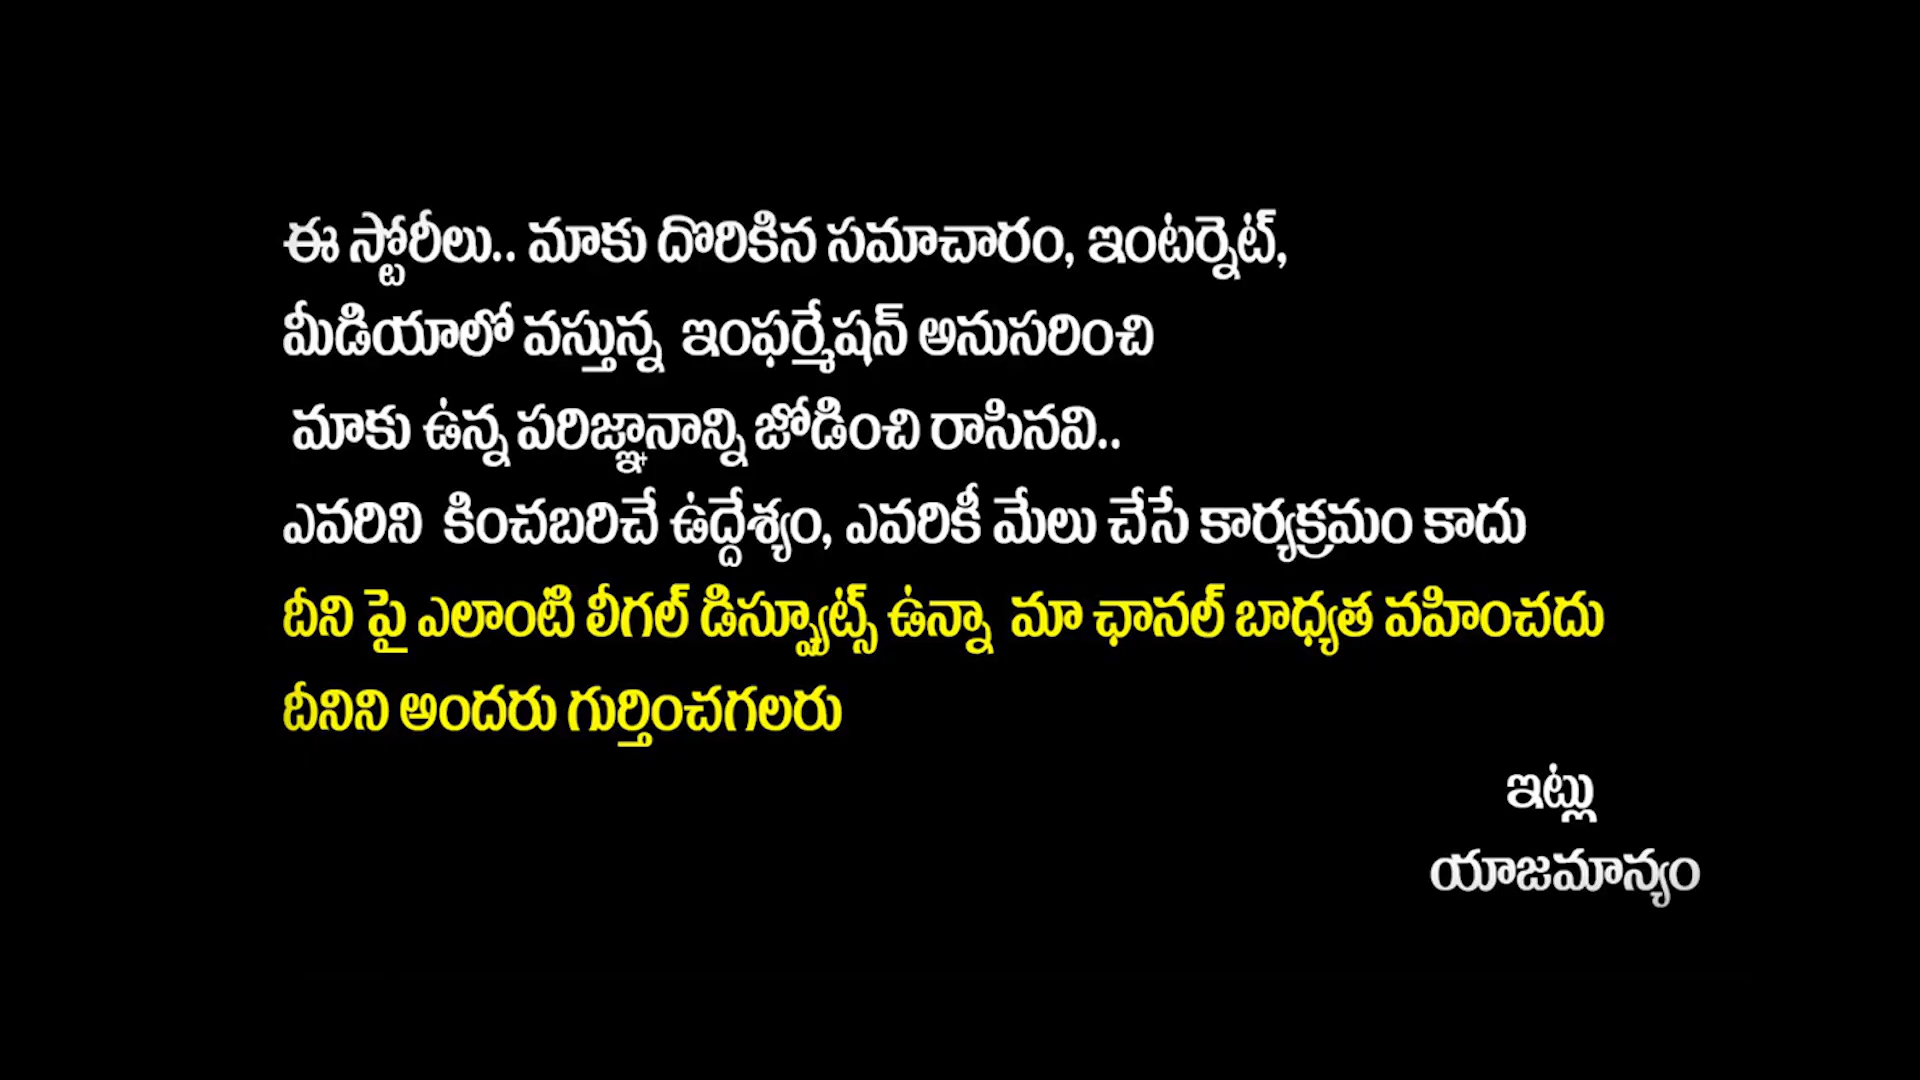 ఈ స్టోరీలు.. మాకు దొరికిన సమాచారం, ఇంటర్నెట్,
మీడియాలో వస్తున్న ఇంఫర్మేషన్ అనుసరించి
మాకు ఉన్న పరిజ్ఞానాన్ని జోడించి రాసినవి..
ఎవరిని కించబరిచే ఉద్దేశ్యం, ఎవరికీ మేలు చేసే కార్యక్రమం కాదు
దీని పై ఎలాంటి లీగల్ డిస్ప్యూట్స్ ఉన్నా మా ఛానల్ బాధ్యత వహించదు
దీనిని అందరు గుర్తించగలరు
ఇట్లు
యాజమాన్యం